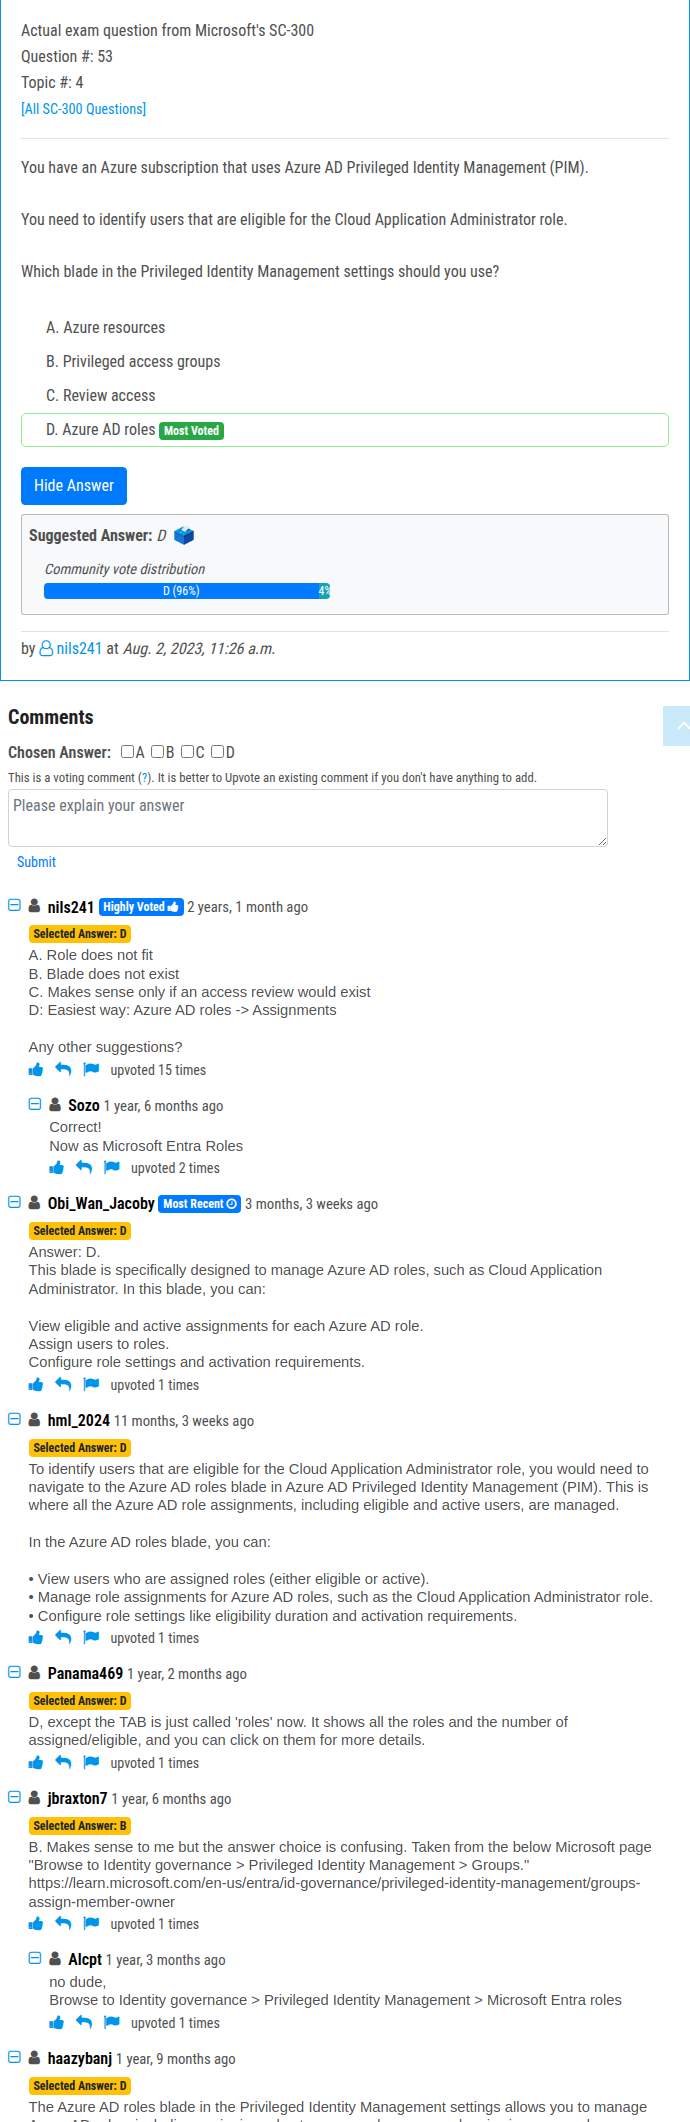 Actual exam question from Microsoft's SC-300
Question #: 53
Topic #: 4
[All SC-300 Questions]
You have an Azure subscription that uses Azure AD Privileged Identity Management (PIM).
You need to identify users that are eligible for the Cloud Application Administrator role.
Which blade in the Privileged Identity Management settings should you use?
A. Azure resources
B. Privileged access groups
C. Review access
D. Azure AD roles Most Voted
Hide Answer
Suggested Answer: D
Community vote distribution
D (96%) 4%
by nils241 at Aug. 2, 2023, 11:26 a.m.
Comments
Chosen Answer: A B C D
This is a voting comment (?). It is better to Upvote an existing comment if you don't have anything to add.
Please explain your answer
Submit
nils241 Highly Voted 2 years, 1 month ago
Selected Answer: D
A. Role does not fit
B. Blade does not exist
C. Makes sense only if an access review would exist
D: Easiest way: Azure AD roles -> Assignments
Any other suggestions?
upvoted 15 times
Sozo 1 year, 6 months ago
Correct!
Now as Microsoft Entra Roles
upvoted 2 times
Obi_Wan_Jacoby Most Recent 3 months, 3 weeks ago
Selected Answer: D
Answer: D.
This blade is specifically designed to manage Azure AD roles, such as Cloud Application
Administrator. In this blade, you can:
View eligible and active assignments for each Azure AD role.
Assign users to roles.
Configure role settings and activation requirements.
upvoted 1 times
hml_2024 11 months, 3 weeks ago
Selected Answer: D
To identify users that are eligible for the Cloud Application Administrator role, you would need to
navigate to the Azure AD roles blade in Azure AD Privileged Identity Management (PIM). This is
where all the Azure AD role assignments, including eligible and active users, are managed.
In the Azure AD roles blade, you can:
• View users who are assigned roles (either eligible or active).
• Manage role assignments for Azure AD roles, such as the Cloud Application Administrator role.
• Configure role settings like eligibility duration and activation requirements.
upvoted 1 times
Panama469 1 year, 2 months ago
Selected Answer: D
D, except the TAB is just called 'roles' now. It shows all the roles and the number of
assigned/eligible, and you can click on them for more details.
upvoted 1 times
jbraxton7 1 year, 6 months ago
Selected Answer: B
B. Makes sense to me but the answer choice is confusing. Taken from the below Microsoft page
"Browse to Identity governance > Privileged Identity Management > Groups."
https://learn.microsoft.com/en-us/entra/id-governance/privileged-identity-management/groups-
assign-member-owner
upvoted 1 times
Alcpt 1 year, 3 months ago
no dude,
Browse to Identity governance > Privileged Identity Management > Microsoft Entra roles
upvoted 1 times
haazybanj 1 year, 9 months ago
Selected Answer: D
The Azure AD roles blade in the Privileged Identity Management settings allows you to manage